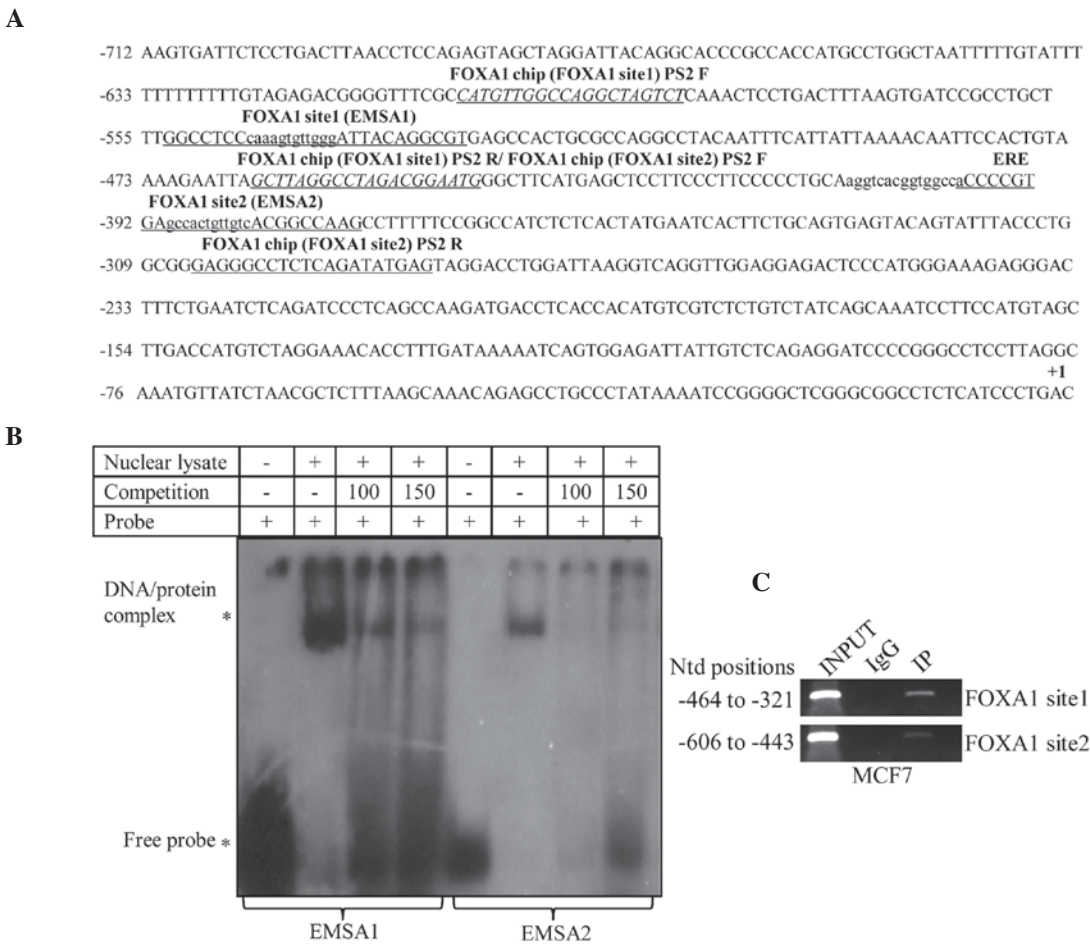 A
-712 AAGTGATTCTCCTGACTTAACCTCCAGAGTAGCTAGGATTACAGGCACCCGCCACCATGCCTGGCTAATTTTTGTATTT
FOXA1 chip (FOXA1 site1) PS2 F
-633 TTTTTTTTTTGTAGAGACGGGGTTTCGCCATGTTGGCCAGGCTAGTCTCAAACTCCTGACTTTAAGTGATCCGCCTGCT
FOXA1 site1 (EMSA1)
-555 TTGGCCTCCcaaagtgttgggATTACAGGCGTGAGCCACTGCGCCAGGCCTACAATTTCATTATTAAAACAATTCCACTGTA
FOXA1 chip (FOXA1 site1) PS2 R/ FOXA1 chip (FOXA1 site2) PS2 F ERE
-473 AAAGAATTAGCTTAGGCCTAGACGGAATGGGCTTCATGAGCTCCTTCCCTTCCCCCTGCAaggtcacggtggccaCCCCGT
FOXA1 site2 (EMSA2)
-392 GAgccactgttgtcACGGCCAAGCCTTTTTCCGGCCATCTCTCACTATGAATCACTTCTGCAGTGAGTACAGTATTTACCCTG
FOXA1 chip (FOXA1 site2) PS2 R
-309 GCGGGAGGGCCTCTCAGATATGAGTAGGACCTGGATTAAGGTCAGGTTGGAGGAGACTCCCATGGGAAAGAGGGAC
-233 TTTCTGAATCTCAGATCCCTCAGCCAAGATGACCTCACCACATGTCGTCTCTGTCTATCAGCAAATCCTTCCATGTAGC
-154 TTGACCATGTCTAGGAAACACCTTTGATAAAAATCAGTGGAGATTATTGTCTCAGAGGATCCCCGGGCCTCCTTAGGC
+1
-76 AAATGTTATCTAACGCTCTTTAAGCAAACAGAGCCTGCCCTATAAAATCCGGGGCTCGGGCGGCCTCTCATCCCTGAC
B
Nuclear lysate - + + + - + + +
Competition - - 100 150 - - 100 150
Probe + + + + + + + +
DNA/protein
complex *
Free probe *
EMSA1 EMSA2
C
Ntd positions INPUT IgG IP
-464 to -321 FOXA1 site1
-606 to -443 FOXA1 site2
MCF7